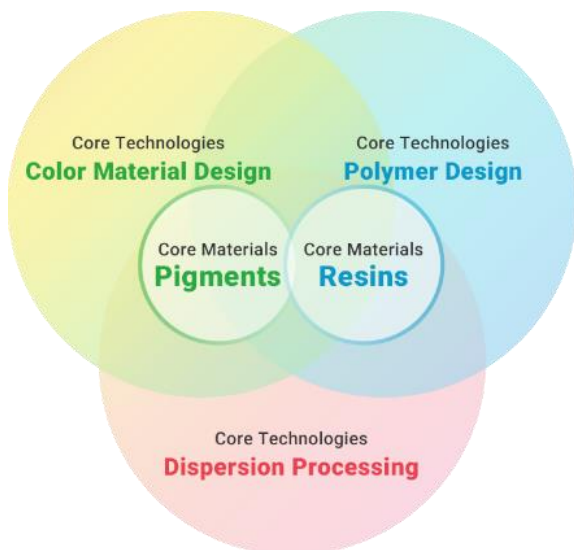 Core Technologies
Color Material Design
Core Technologies
Polymer Design
Core Materials
Pigments
Core Materials
Resins
Core Technologies
Dispersion Processing